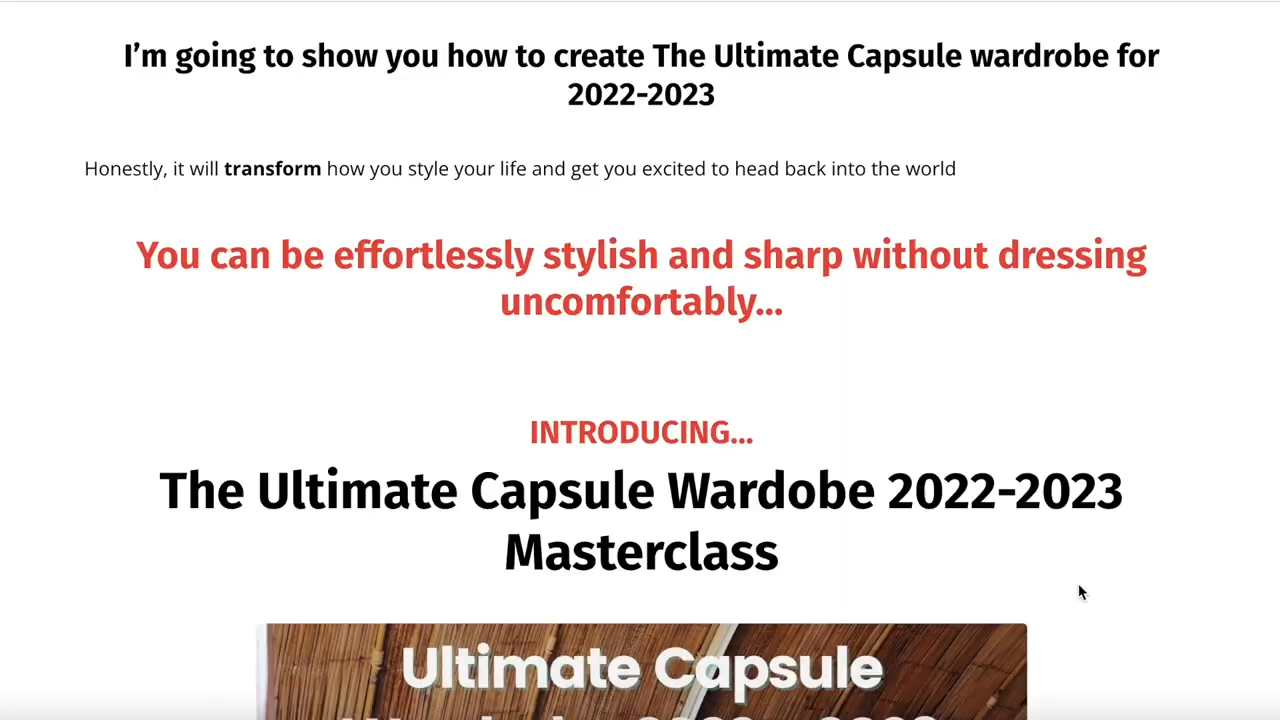 I’m going to show you how to create The Ultimate Capsule wardrobe for
2022-2023
Honestly, it will transform how you style your life and get you excited to head back into the world
You can be effortlessly stylish and sharp without dressing
uncomfortably...
INTRODUCING...
The Ultimate Capsule Wardobe 2022-2023
Masterclass
Ultimate Capsule